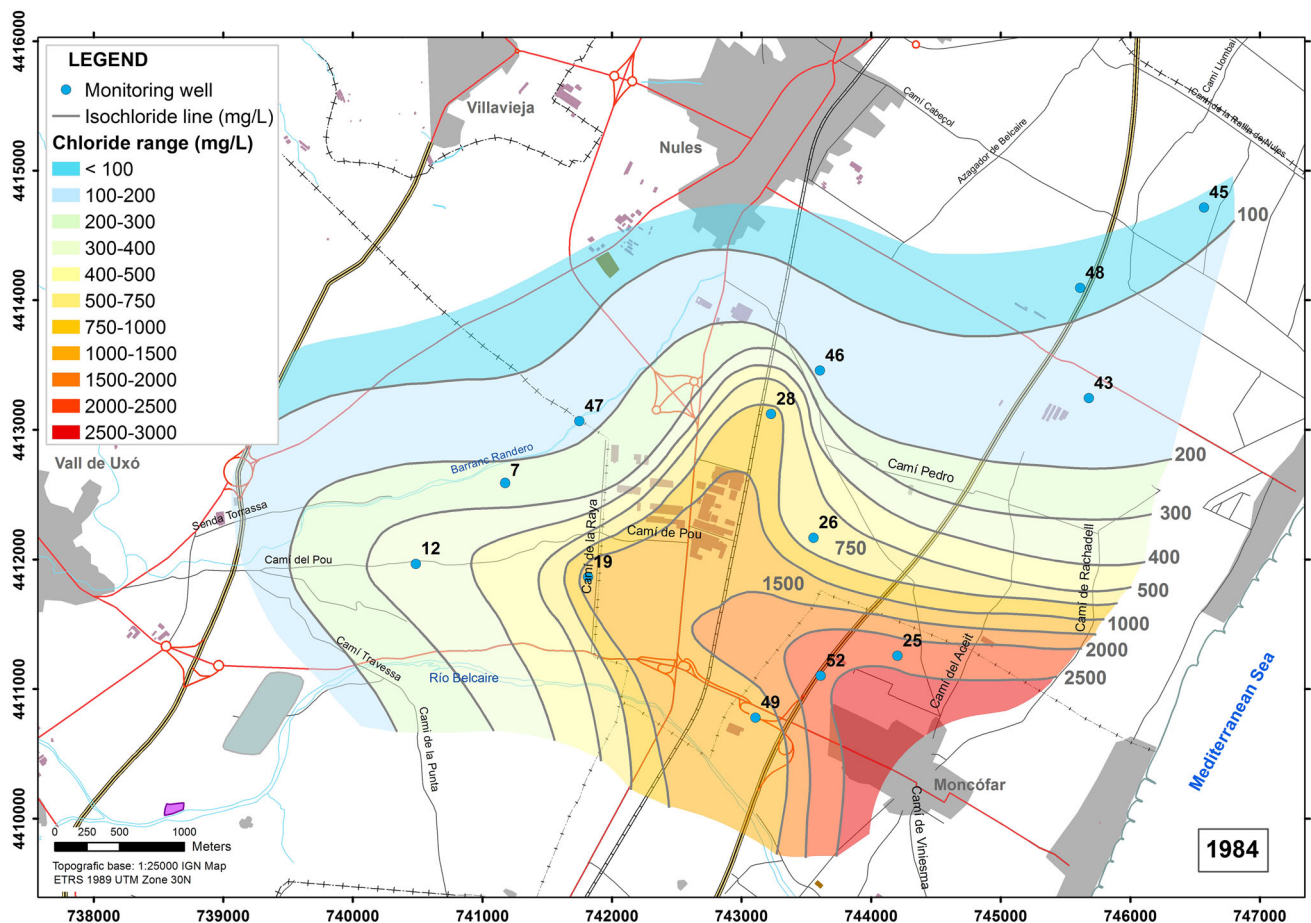 LEGEND
Monitoring well
Isochloride line (mg/L)
Chloride range (mg/L)
< 100
100-200
200-300
300-400
400-500
500-750
750-1000
1000-1500
1500-2000
2000-2500
2500-3000
4416000
4415000
4414000
4413000
4412000
4411000
4410000
Villavieja
Nules
Camí Cabeçol
Azagador de Belcaire
Camí Llombai
Camí de la Ratlla de Nules
45
100
48
46
43
28
47
Vall de Uxó
Barranc Randero
7
200
Camí Pedro
Senda Torrassa
300
26
Camí de la Raya
Camí de Pou
750
12
Camí del Pou
19
400
Camí de Rachadell
1500
500
1000
25
2000
Camí Travessa
52
Río Belcaire
2500
Camí del Aceit
49
Mediterranean Sea
Camí de la Punta
Moncófar
Camí de Viniesma
0 250 500 1000
Meters
Topografic base: 1:25000 IGN Map
ETRS 1989 UTM Zone 30N
1984
738000 739000 740000 741000 742000 743000 744000 745000 746000 747000